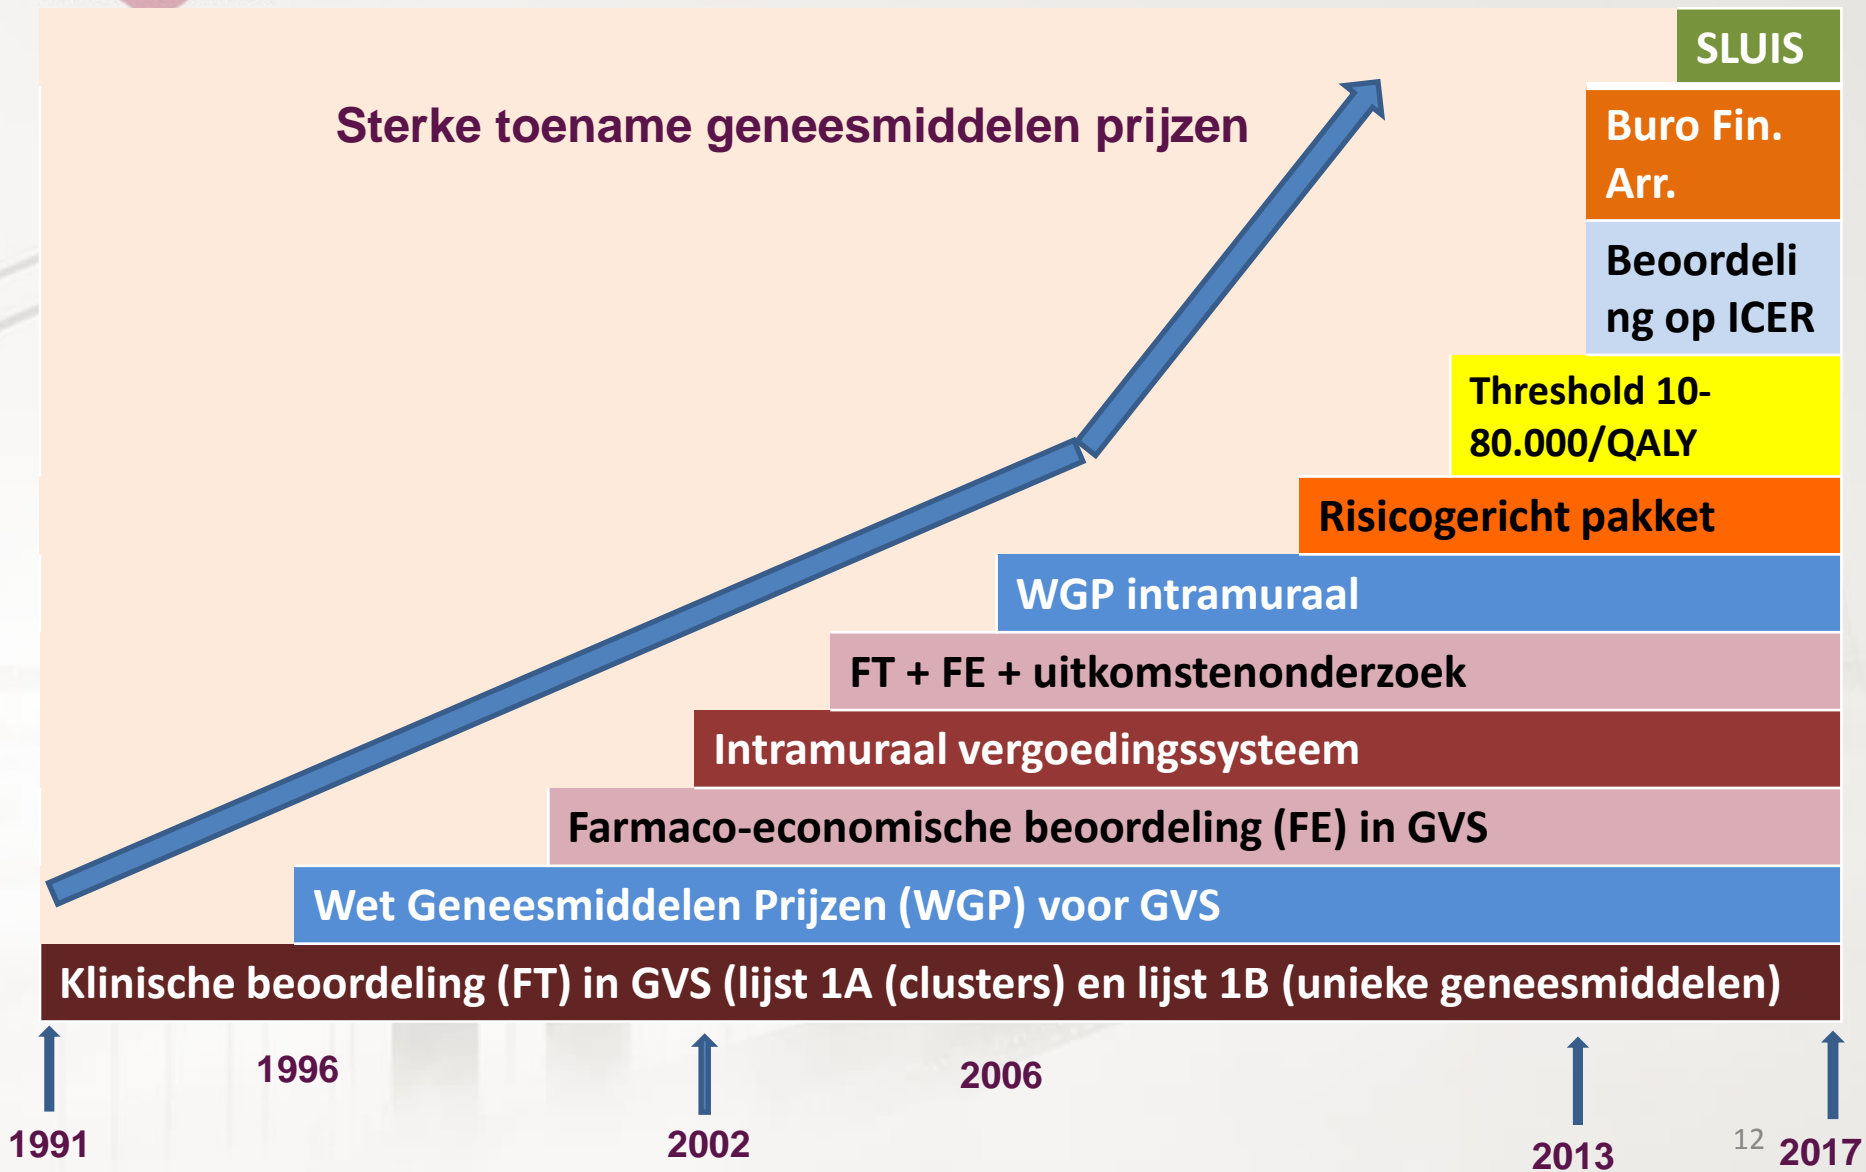 SLUIS
Sterke toename geneesmiddelen prijzen
Buro Fin.
Arr.
Beoordeli
ng op ICER
Threshold 10-
80.000/QALY
Risicogericht pakket
WGP intramuraal
FT + FE + uitkomstenonderzoek
Intramuraal vergoedingssysteem
Farmaco-economische beoordeling (FE) in GVS
Wet Geneesmiddelen Prijzen (WGP) voor GVS
Klinische beoordeling (FT) in GVS (lijst 1A (clusters) en lijst 1B (unieke geneesmiddelen)
1996
2006
1991
2002
2013
12
2017